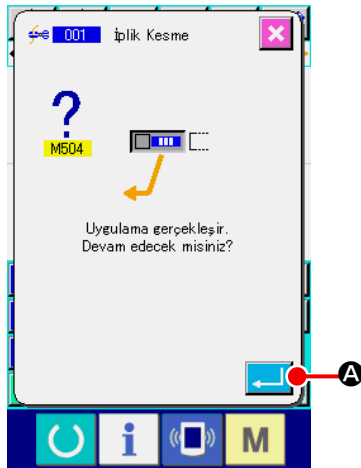 001 İplik Kesme
?
M504
Uygulama gerçekleşir.
Devam edecek misiniz?
A
i
M